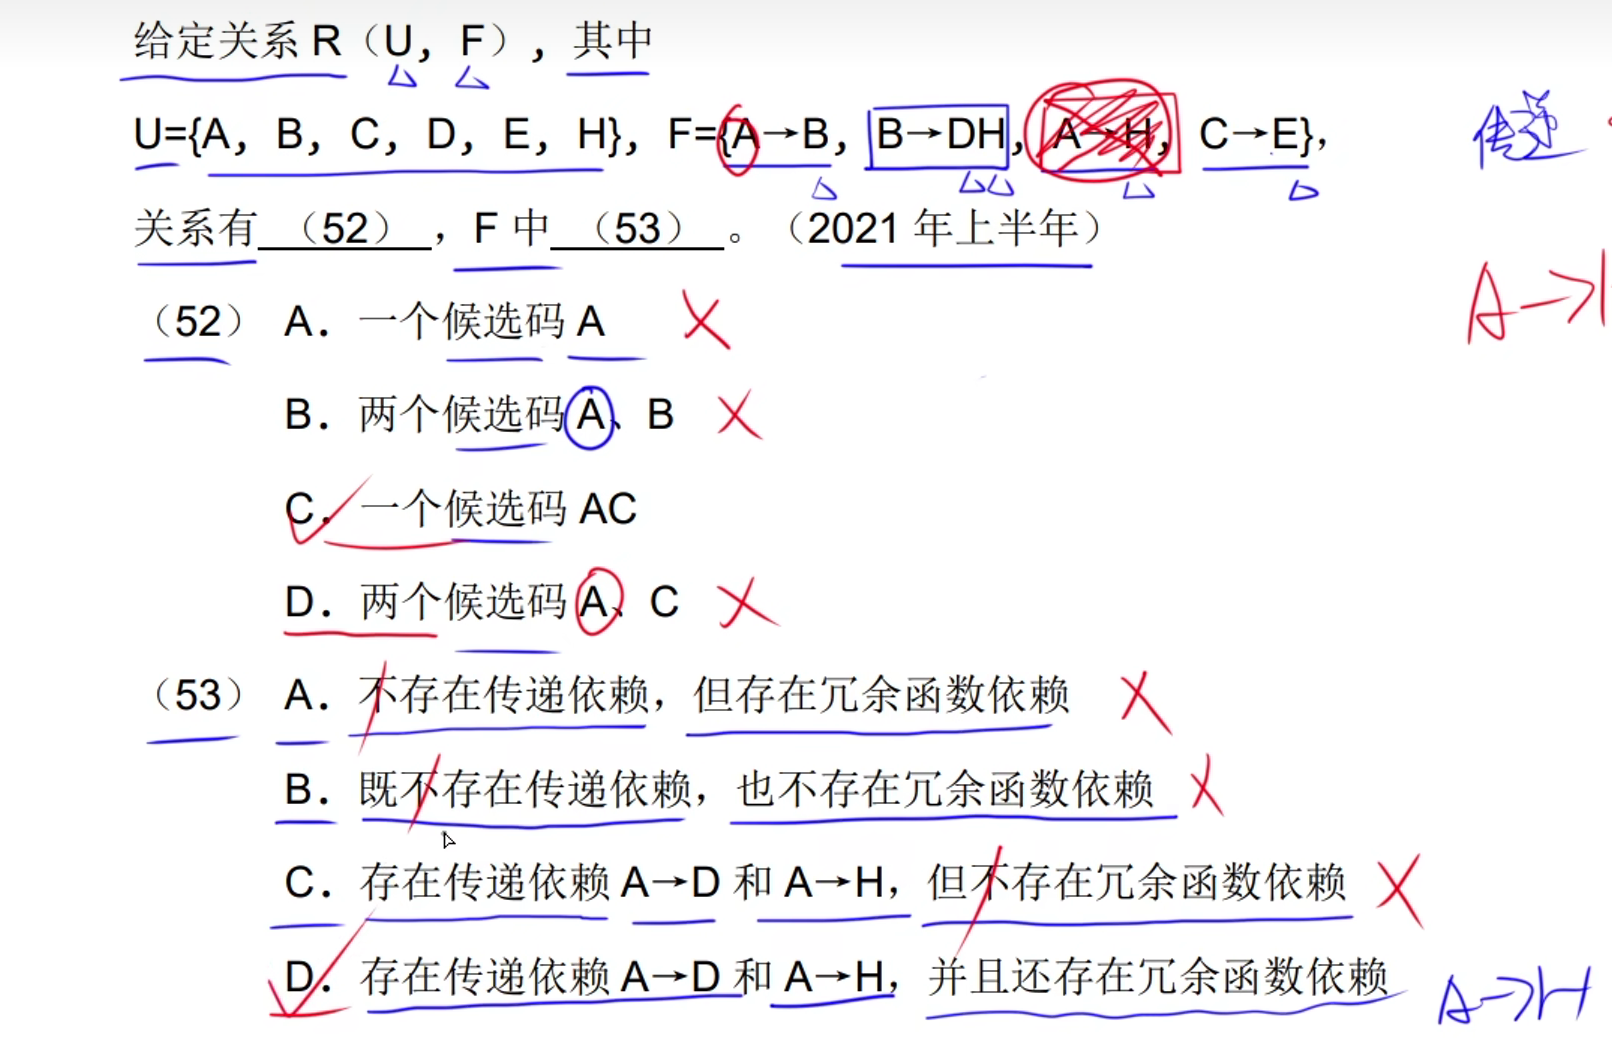 给定关系 R（U，F），其中
U={A，B，C，D，E，H}，F={A→B，B→DH，A→H，C→E}，
传递
关系有（52），F 中（53）。（2021 年上半年）
A→
（52） A．一个候选码 A
B．两个候选码 A、B
C．一个候选码 AC
D．两个候选码 A、C
（53） A．不存在传递依赖，但存在冗余函数依赖
B．既不存在传递依赖，也不存在冗余函数依赖
C．存在传递依赖 A→D 和 A→H，但不存在冗余函数依赖
D．存在传递依赖 A→D 和 A→H，并且还存在冗余函数依赖
A→H